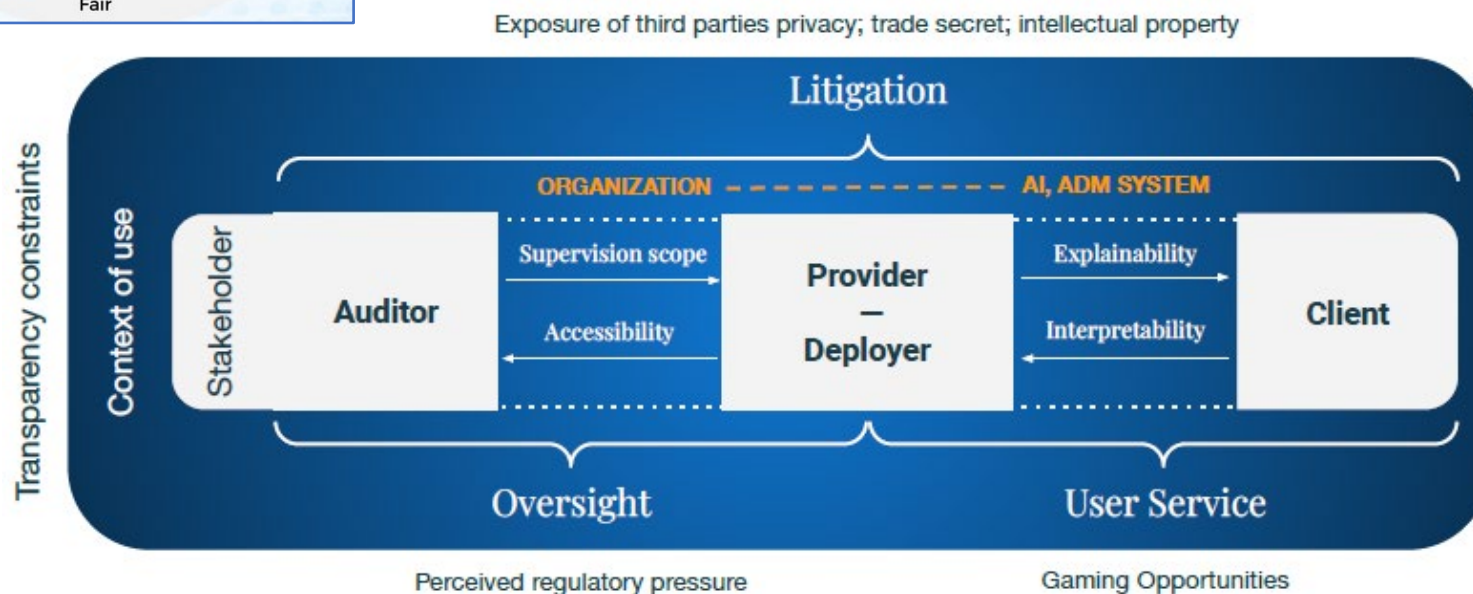 Fair
Exposure of third parties privacy; trade secret; intellectual property
Litigation
ORGANIZATION
AI, ADM SYSTEM
Transparency constraints
Context of use
Stakeholder
Auditor
Supervision scope
Accessibility
Provider
–
Deployer
Explainability
Interpretability
Client
Oversight
User Service
Perceived regulatory pressure
Gaming Opportunities